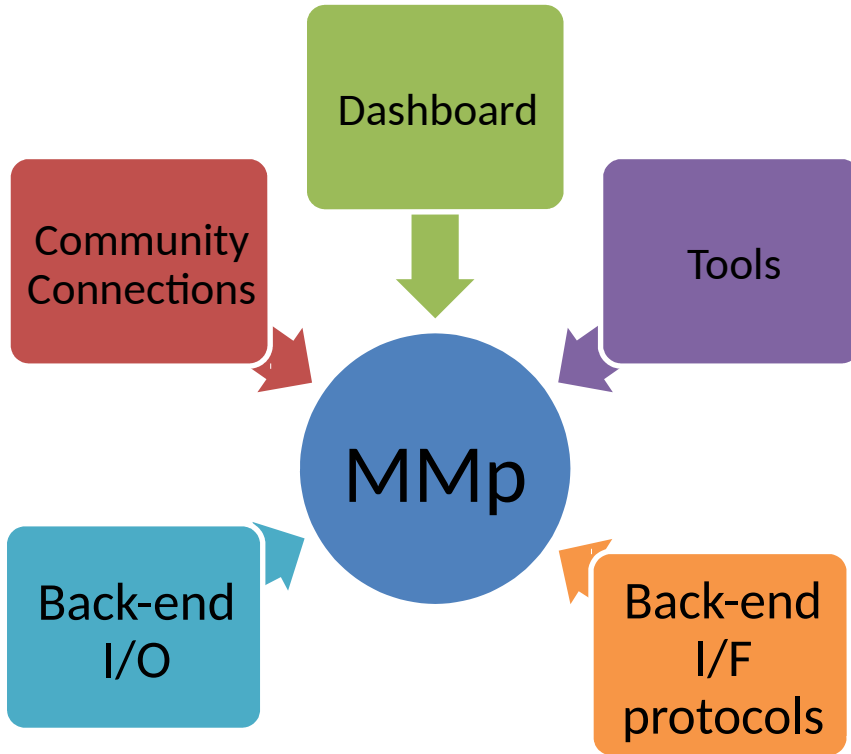 Dashboard
Community
Connections
Tools
MMp
Back-end
I/O
Back-end
I/F
protocols